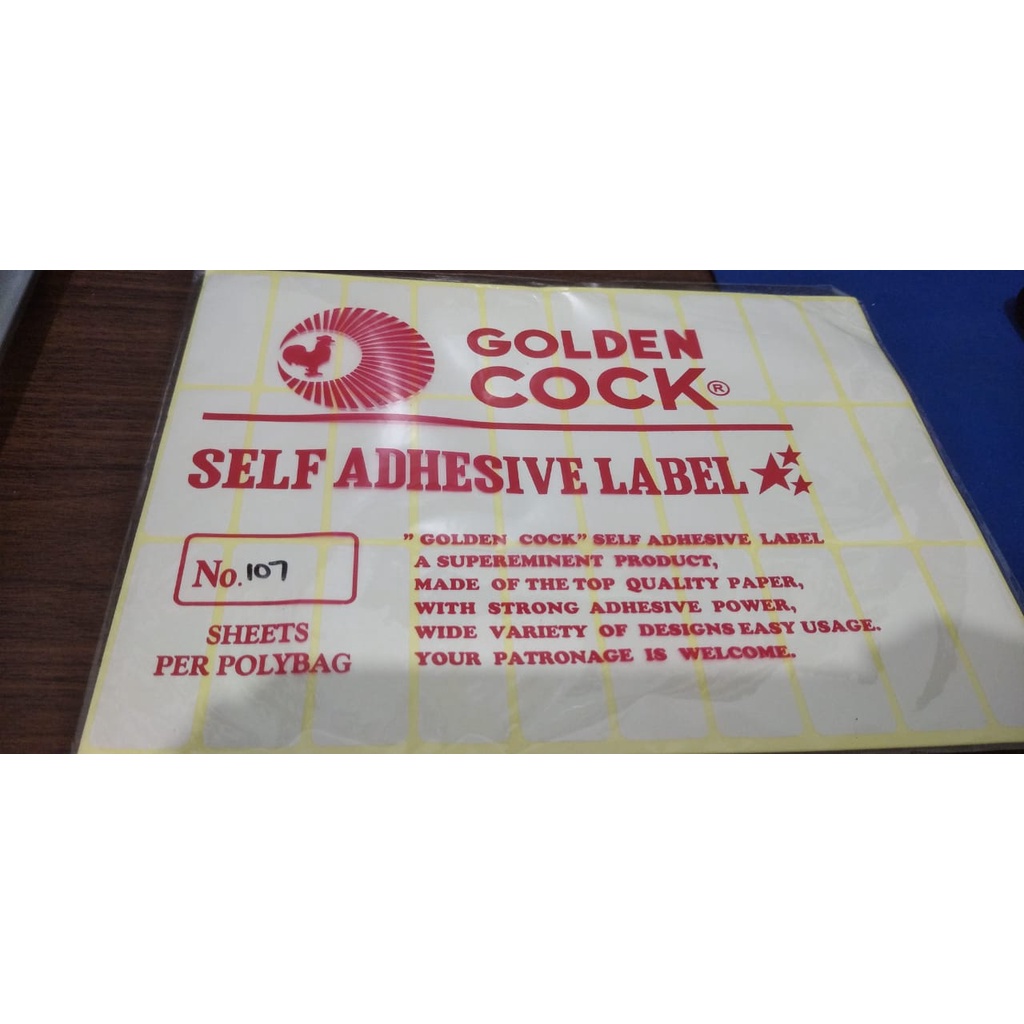 GOLDEN
COCK®
SELF ADHESIVE LABEL
No. 107
SHEETS
PER POLYBAG
" GOLDEN COCK" SELF ADHESIVE LABEL
A SUPEREMINENT PRODUCT,
MADE OF THE TOP QUALITY PAPER,
WITH STRONG ADHESIVE POWER,
WIDE VARIETY OF DESIGNS EASY USAGE.
YOUR PATRONAGE IS WELCOME.